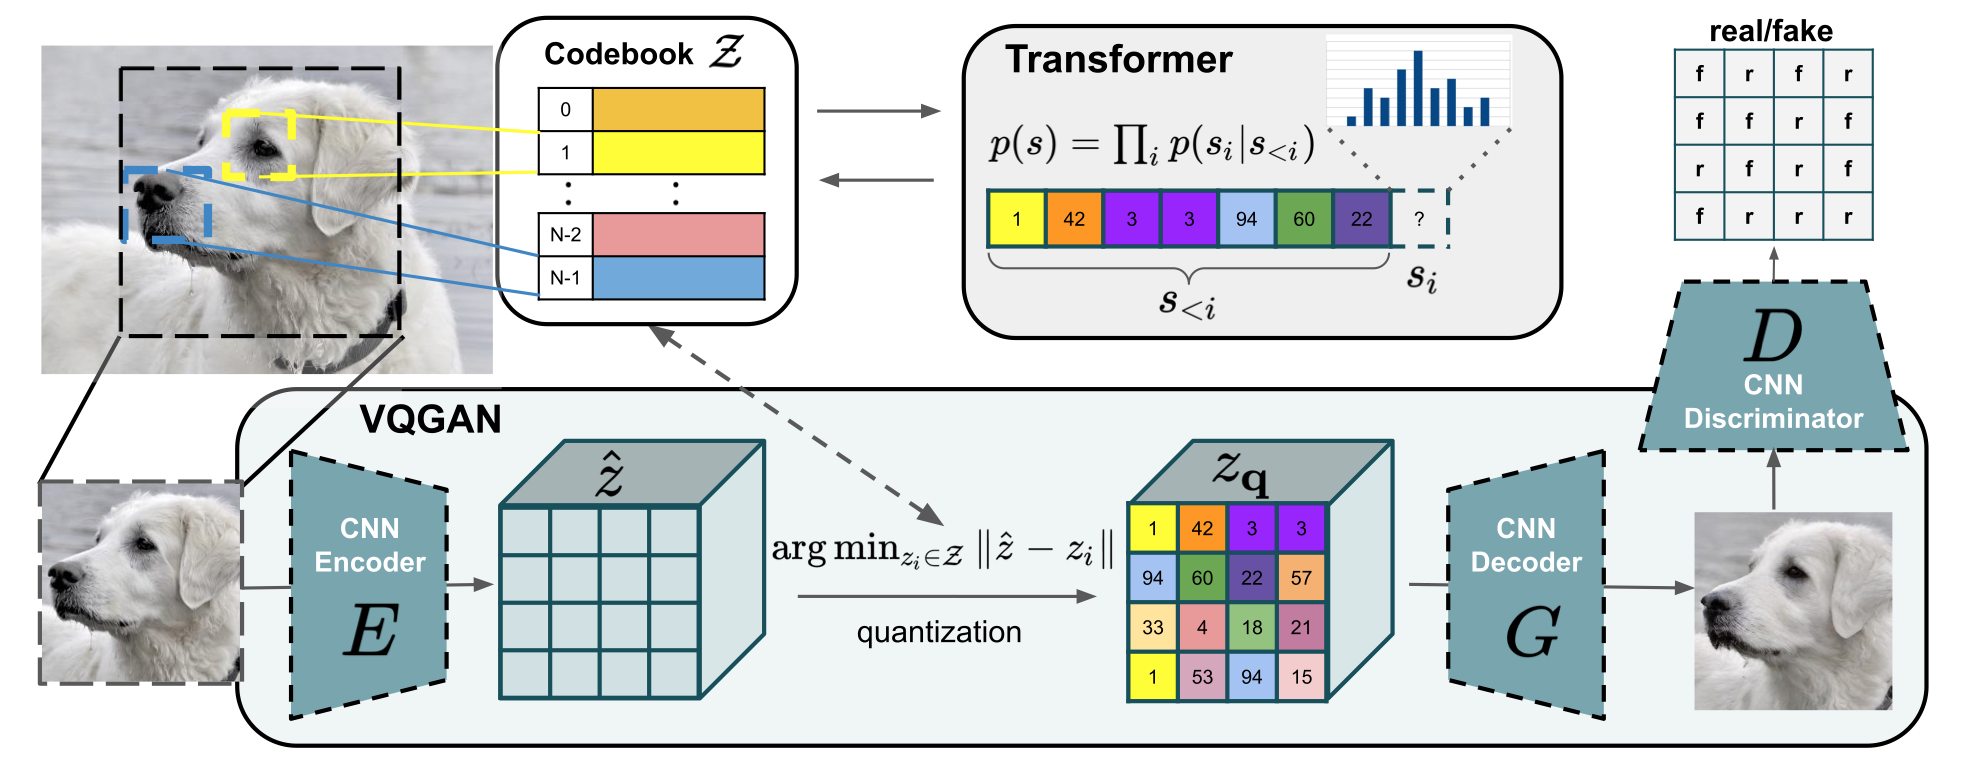 Codebook 𝒵
0
1
: :
N-2
N-1
Transformer
p(s) = ∏ᵢ p(sᵢ|s<ᵢ)
1 42 3 3 94 60 22 ?
s<ᵢ
sᵢ
real/fake
f r f r
f f r f
r f r f
f r r r
D
CNN
Discriminator
VQGAN
CNN
Encoder
E
ẑ
arg min_{zᵢ∈𝒵} ‖ẑ − zᵢ‖
quantization
z_𝐪
1 42 3 3
94 60 22 57
33 4 18 21
1 53 94 15
CNN
Decoder
G